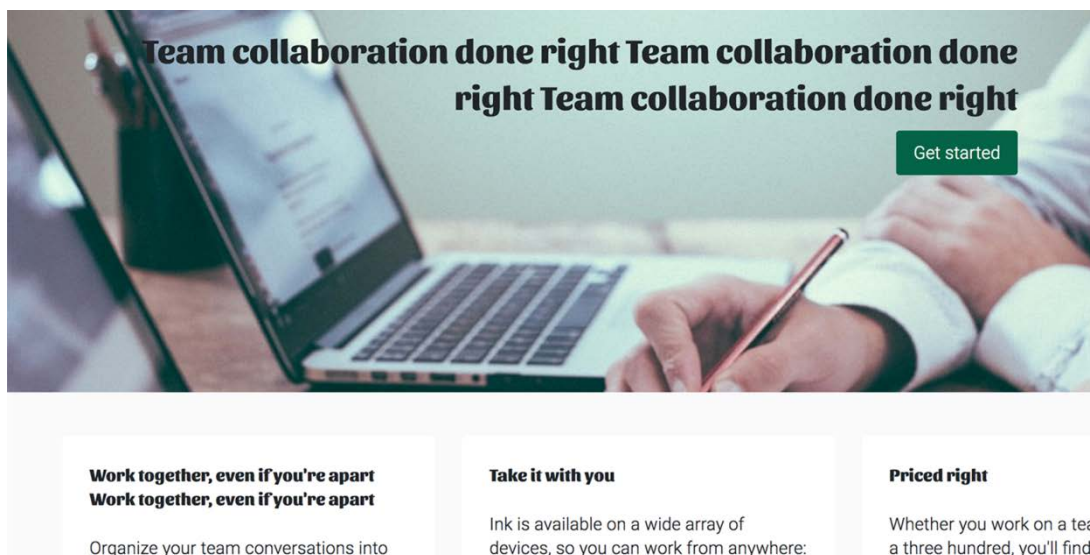 Team collaboration done right Team collaboration done
right Team collaboration done right
Get started
Work together, even if you're apart
Work together, even if you're apart
Organize your team conversations into
Take it with you
Ink is available on a wide array of
devices, so you can work from anywhere:
Priced right
Whether you work on a
a three hundred, you'll find